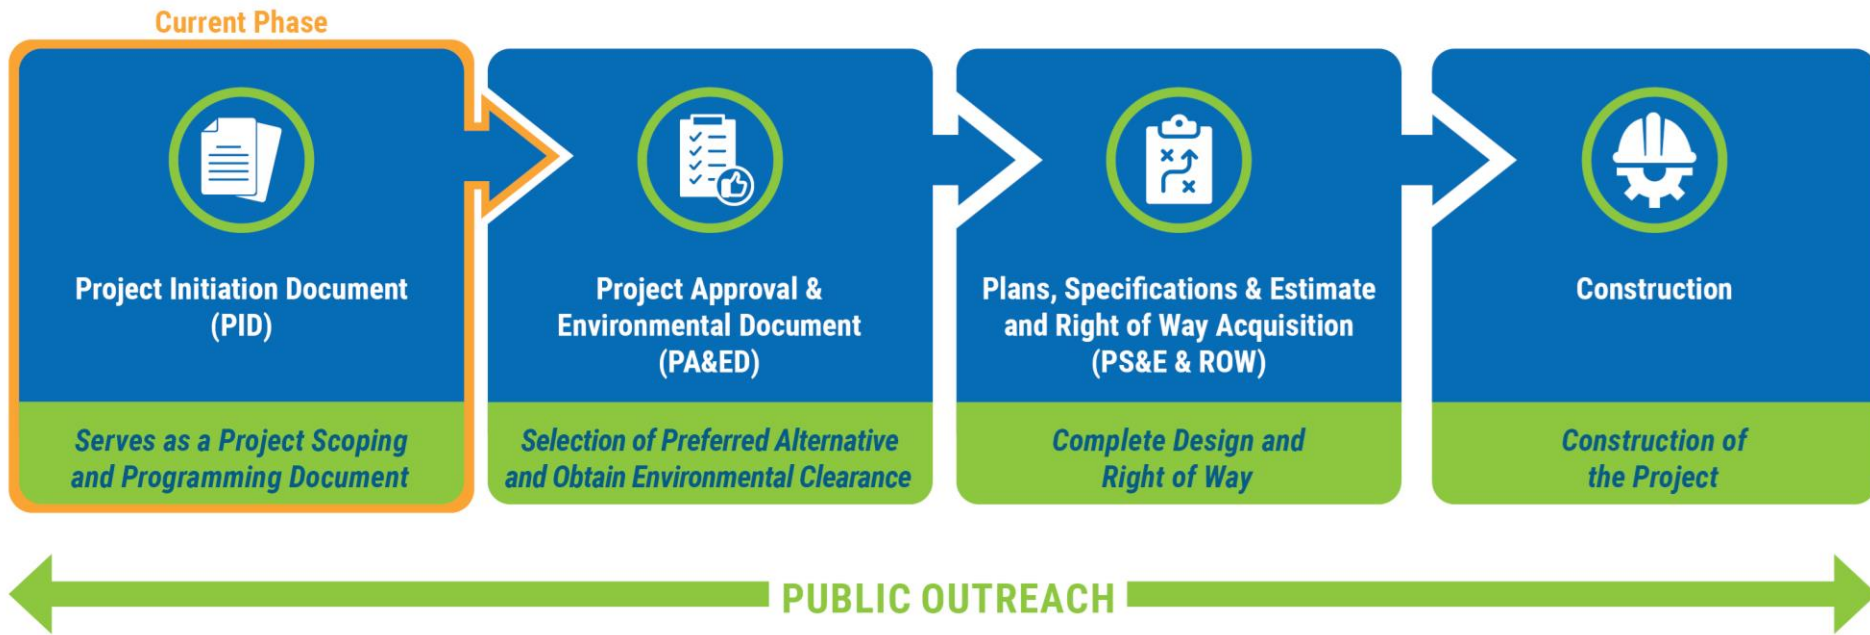 Current Phase
Project Initiation Document
(PID)
Serves as a Project Scoping
and Programming Document
Project Approval &
Environmental Document
(PA&ED)
Selection of Preferred Alternative
and Obtain Environmental Clearance
Plans, Specifications & Estimate
and Right of Way Acquisition
(PS&E & ROW)
Complete Design and
Right of Way
Construction
Construction of
the Project
PUBLIC OUTREACH